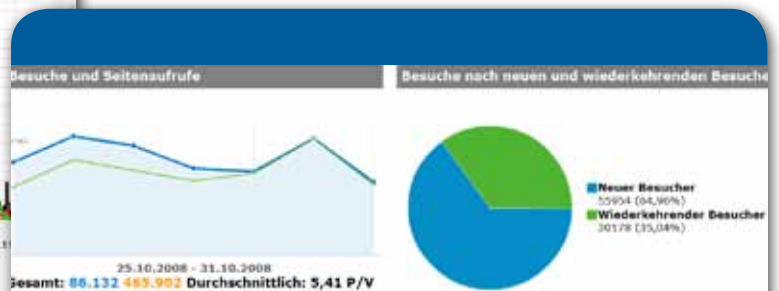 Besuche und Seitenaufrufe
25.10.2008 - 31.10.2008
Gesamt: 86.132 465.902 Durchschnittlich: 5,41 P/V
Besuche nach neuen und wiederkehrenden Besuche
Neuer Besucher
55954 (64,96%)
Wiederkehrender Besucher
30178 (35,04%)